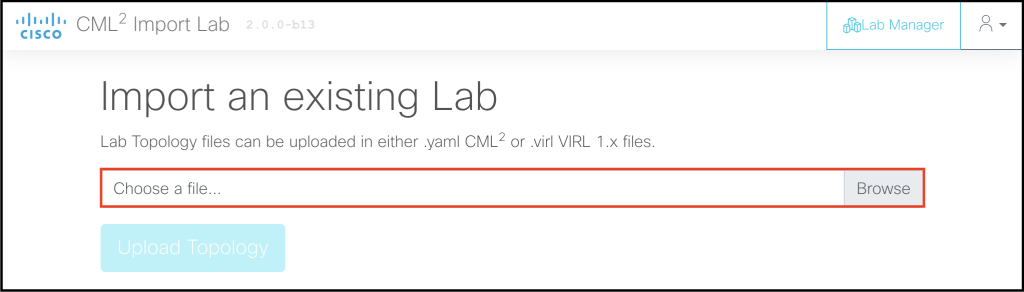 CISCO CML² Import Lab 2.0.0-b13 Lab Manager
Import an existing Lab
Lab Topology files can be uploaded in either .yaml CML² or .virl VIRL 1.x files.
Choose a file... Browse
Upload Topology